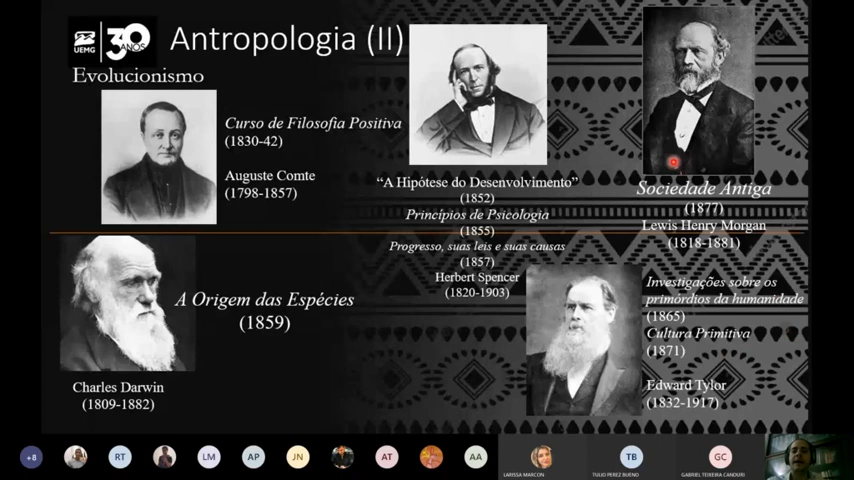 UEMG
30
ANOS
Antropologia (II)
Evolucionismo
Curso de Filosofia Positiva
(1830-42)
Auguste Comte
(1798-1857)
“A Hipótese do Desenvolvimento”
(1852)
Princípios de Psicologia
(1855)
Progresso, suas leis e suas causas
(1857)
Herbert Spencer
(1820-1903)
Sociedade Antiga
(1877)
Lewis Henry Morgan
(1818-1881)
A Origem das Espécies
(1859)
Charles Darwin
(1809-1882)
Investigações sobre os
primórdios da humanidade
(1865)
Cultura Primitiva
(1871)
Edward Tylor
(1832-1917)
+8
RT
LM
AP
JN
AT
AA
LARISSA MARCON
TB
TULIO PEREZ BUENO
GC
GABRIEL TEIXEIRA CANDURI